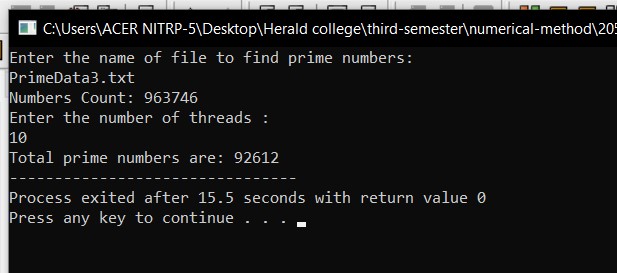 C:\Users\ACER NITRP-5\Desktop\Herald college\third-semester\numerical-method\205
Enter the name of file to find prime numbers:
PrimeData3.txt
Numbers Count: 963746
Enter the number of threads :
10
Total prime numbers are: 92612
--------------------------------
Process exited after 15.5 seconds with return value 0
Press any key to continue . . .